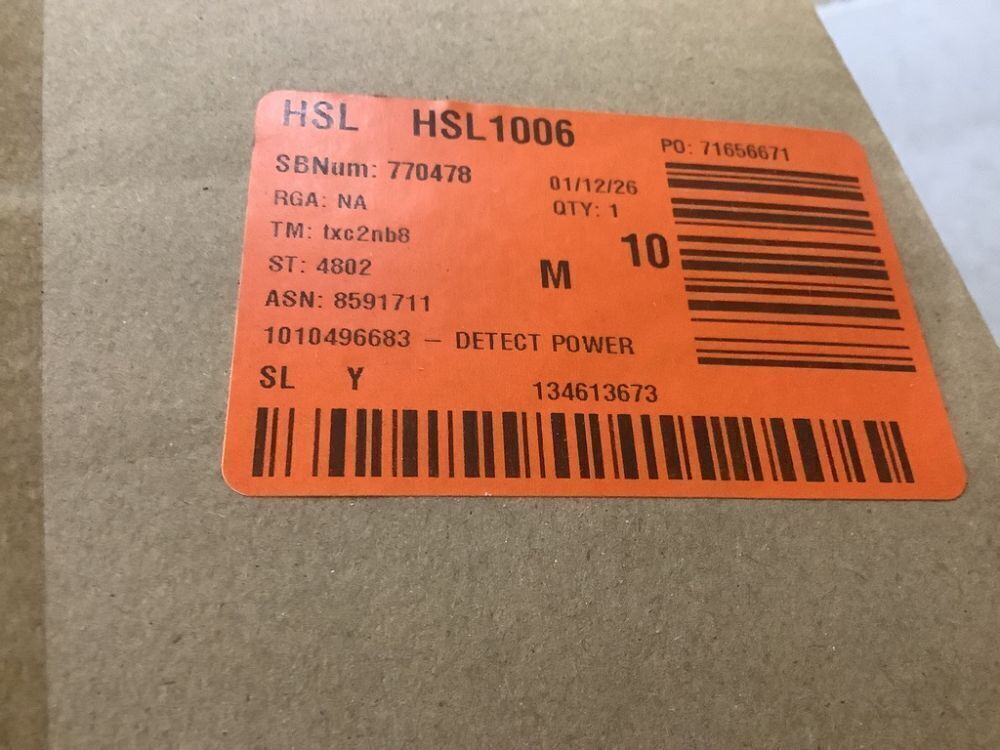 HSL HSL1006
PO: 71656671
SBNum: 770478
01/12/26
RGA: NA
QTY: 1
TM: txc2nb8
ST: 4802
M
10
ASN: 8591711
1010496683 – DETECT POWER
SL Y
134613673